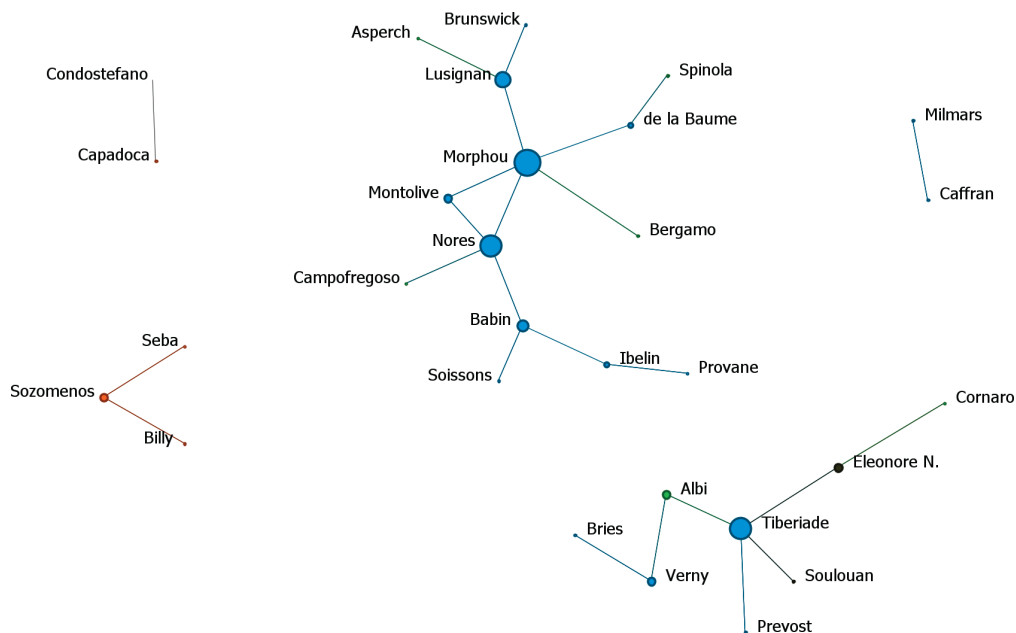 Brunswick
Asperch
Lusignan
Spinola
Condostefano
Milmars
de la Baume
Capadoca
Morphou
Montolive
Caffran
Bergamo
Nores
Campofregoso
Babin
Seba
Ibelin
Provane
Soissons
Sozomenos
Cornaro
Billy
Eleonore N.
Albi
Tiberiade
Bries
Verny
Soulouan
Prevost